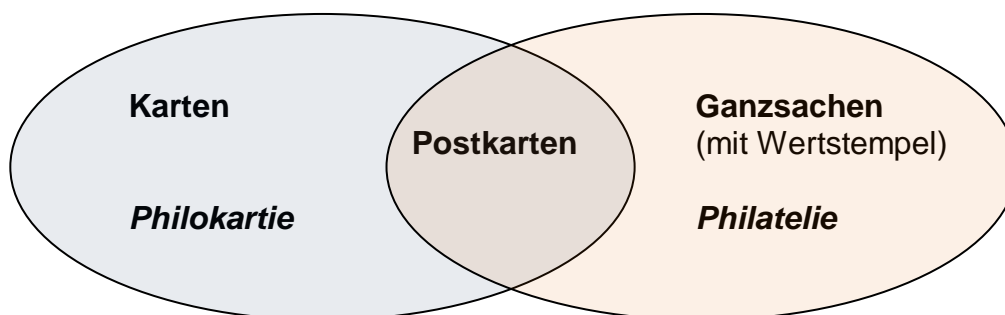 Karten
Philokartie
Postkarten
Ganzsachen
(mit Wertstempel)
Philatelie